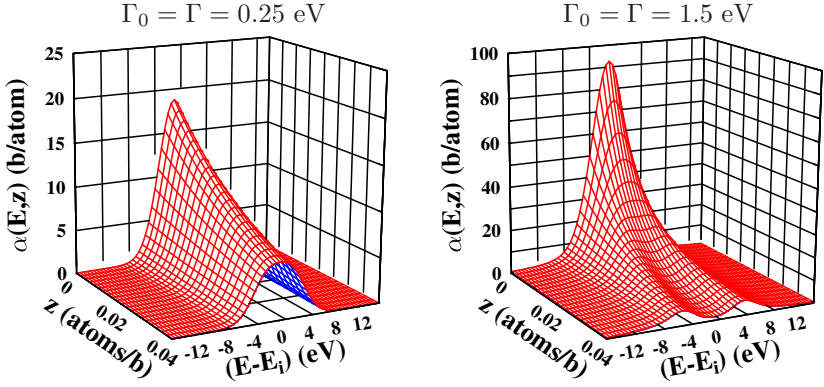 Γ₀ = Γ = 0.25 eV
25
20
15
10
5
0
α(E,z) (b/atom)
0
0.02
0.04
z (atoms/b)
-12 -8 -4 0 4 8 12
(E-Eᵢ) (eV)
Γ₀ = Γ = 1.5 eV
100
80
60
40
20
0
α(E,z) (b/atom)
0
0.02
0.04
z (atoms/b)
-12 -8 -4 0 4 8 12
(E-Eᵢ) (eV)